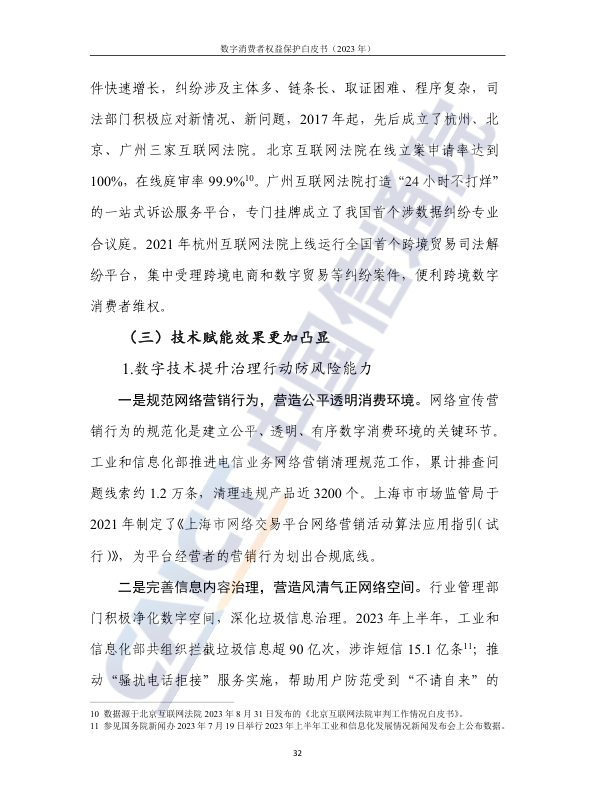 数字消费者权益保护白皮书（2023 年）
件快速增长，纠纷涉及主体多、链条长、取证困难、程序复杂，司
法部门积极应对新情况、新问题，2017 年起，先后成立了杭州、北
京、广州三家互联网法院。北京互联网法院在线立案申请率达到
100%，在线庭审率 99.9%10。广州互联网法院打造“24 小时不打烊”
的一站式诉讼服务平台，专门挂牌成立了我国首个涉数据纠纷专业
合议庭。2021 年杭州互联网法院上线运行全国首个跨境贸易司法解
纷平台，集中受理跨境电商和数字贸易等纠纷案件，便利跨境数字
消费者维权。
（三）技术赋能效果更加凸显
1.数字技术提升治理行动防风险能力
一是规范网络营销行为，营造公平透明消费环境。网络宣传营
销行为的规范化是建立公平、透明、有序数字消费环境的关键环节。
工业和信息化部推进电信业务网络营销清理规范工作，累计排查问
题线索约 1.2 万条，清理违规产品近 3200 个。上海市市场监管局于
2021 年制定了《上海市网络交易平台网络营销活动算法应用指引（试
行）》，为平台经营者的营销行为划出合规底线。
二是完善信息内容治理，营造风清气正网络空间。行业管理部
门积极净化数字空间，深化垃圾信息治理。2023 年上半年，工业和
信息化部共组织拦截垃圾信息超 90 亿次，涉诈短信 15.1 亿条11；推
动“骚扰电话拒接”服务实施，帮助用户防范受到“不请自来”的
10 数据源于北京互联网法院 2023 年 8 月 31 日发布的《北京互联网法院审判工作情况白皮书》。
11 参见国务院新闻办 2023 年 7 月 19 日举行 2023 年上半年工业和信息化发展情况新闻发布会上公布数据。
32
CAICT 中国信通院